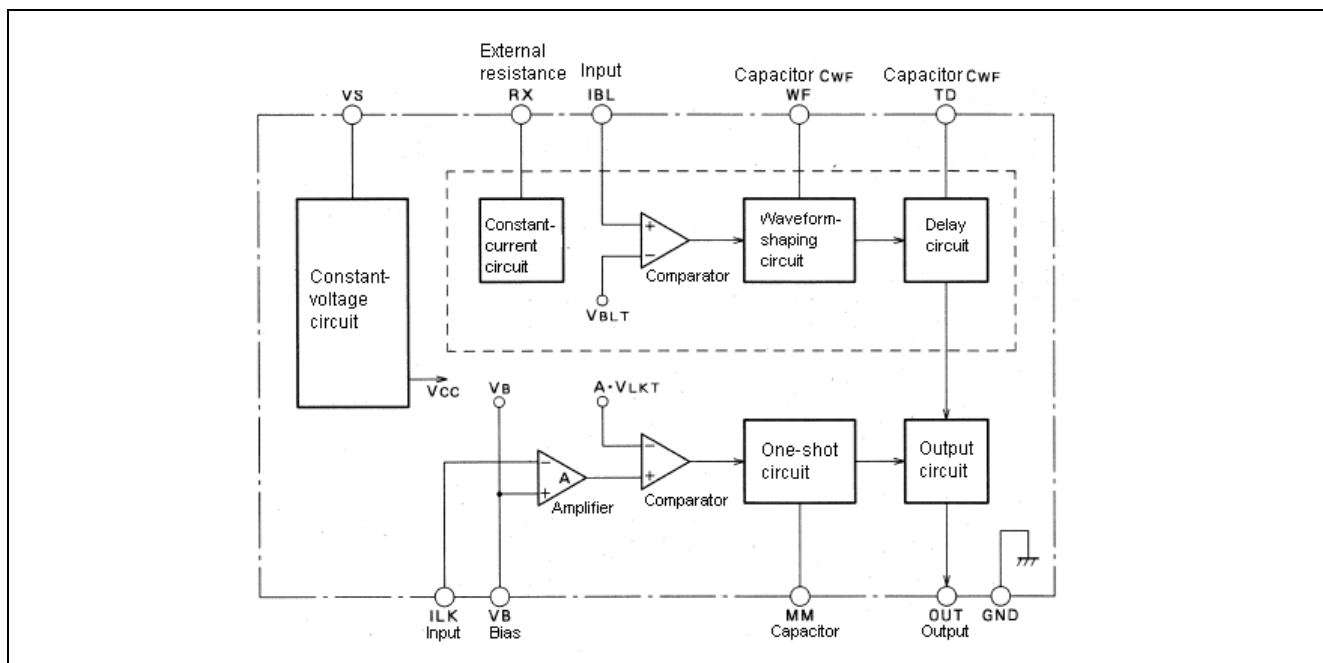 External
resistance
RX
Input
IBL
Capacitor CWF
WF
Capacitor CWF
TD
VS
Constant-
voltage
circuit
VCC
Constant-
current
circuit
+
−
Comparator
VBLT
Waveform-
shaping
circuit
Delay
circuit
VB
A·VLKT
−
+
A
Amplifier
−
+
Comparator
One-shot
circuit
Output
circuit
ILK
Input
VB
Bias
MM
Capacitor
OUT
Output
GND